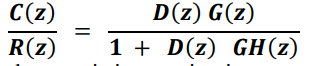 C(z) / R(z) = D(z) G(z) / 1 + D(z) GH(z)